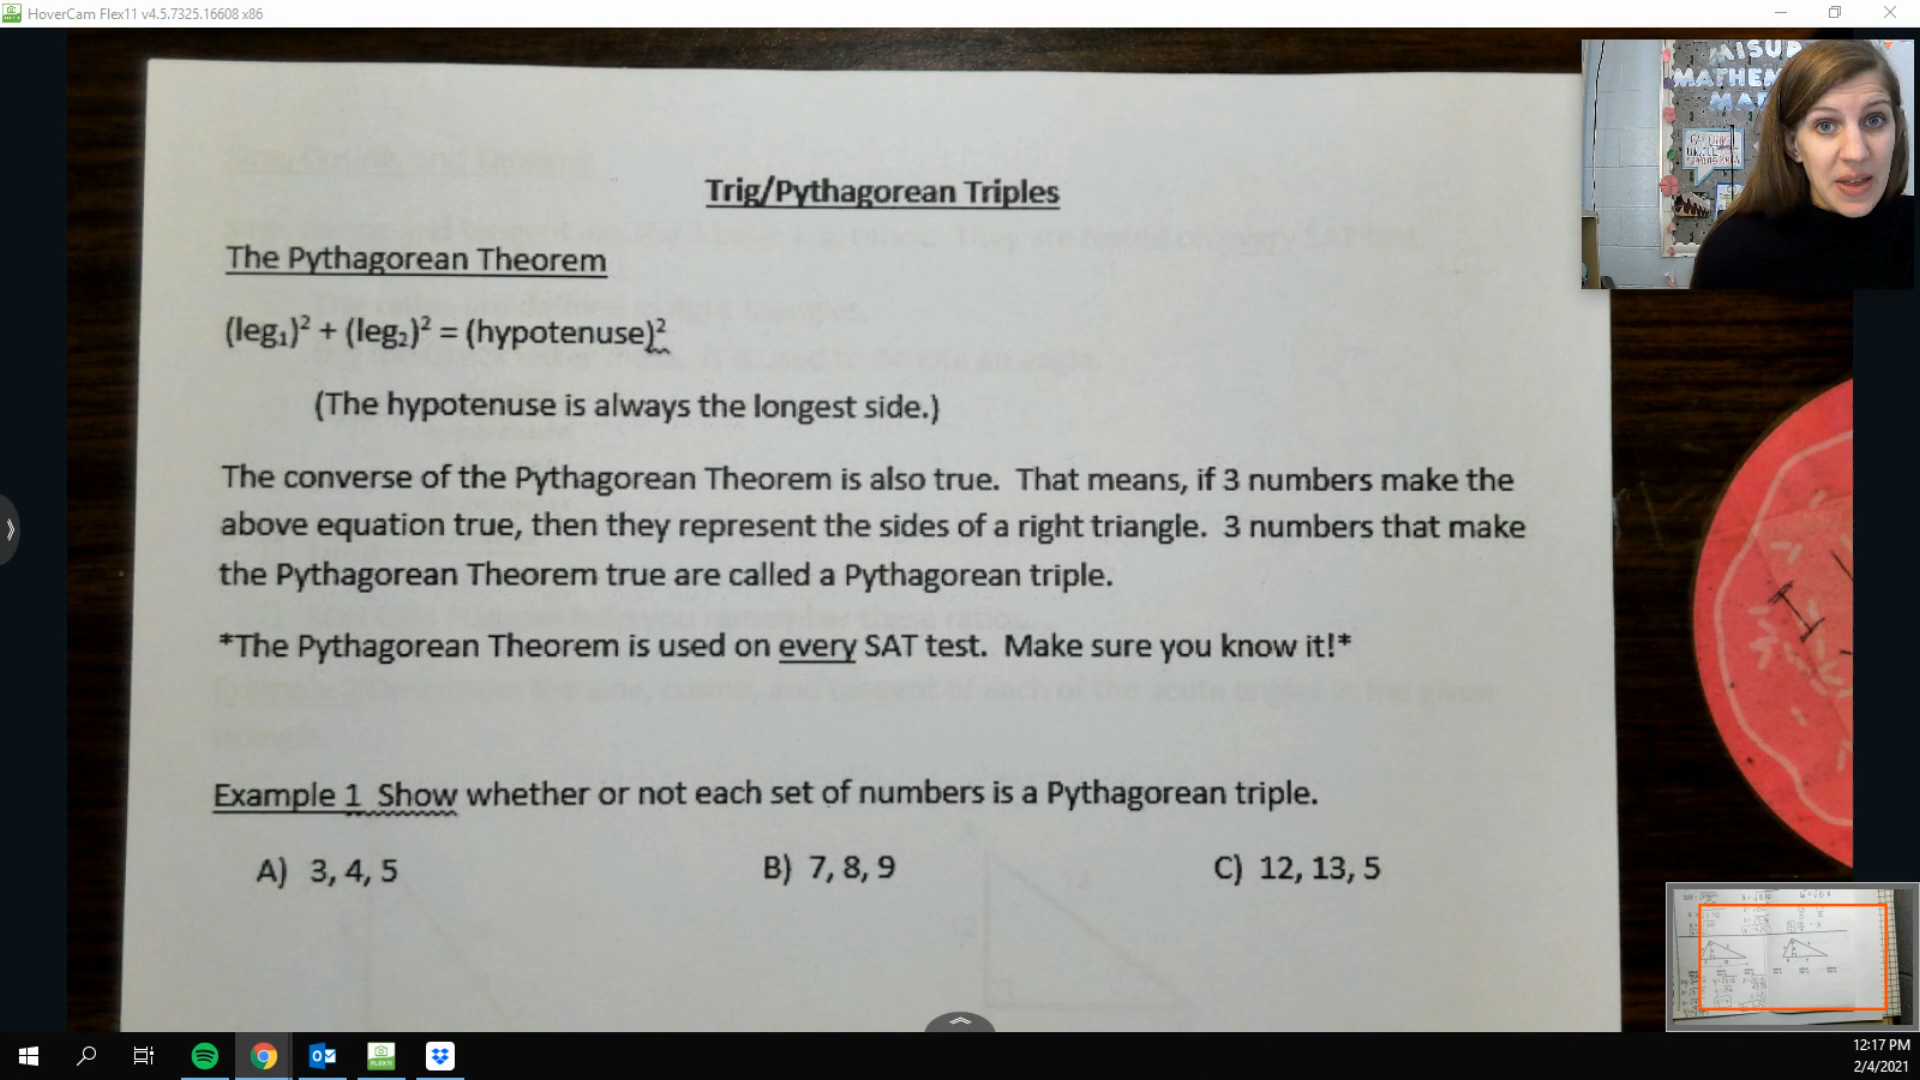 HoverCam Flex11 v4.5.7325.16608 x86
MATHEM
Trig/Pythagorean Triples
The Pythagorean Theorem
(leg₁)² + (leg₂)² = (hypotenuse)²
(The hypotenuse is always the longest side.)
The converse of the Pythagorean Theorem is also true. That means, if 3 numbers make the
above equation true, then they represent the sides of a right triangle. 3 numbers that make
the Pythagorean Theorem true are called a Pythagorean triple.
*The Pythagorean Theorem is used on every SAT test. Make sure you know it!*
Example 1 Show whether or not each set of numbers is a Pythagorean triple.
A) 3, 4, 5 B) 7, 8, 9 C) 12, 13, 5
12:17 PM
2/4/2021